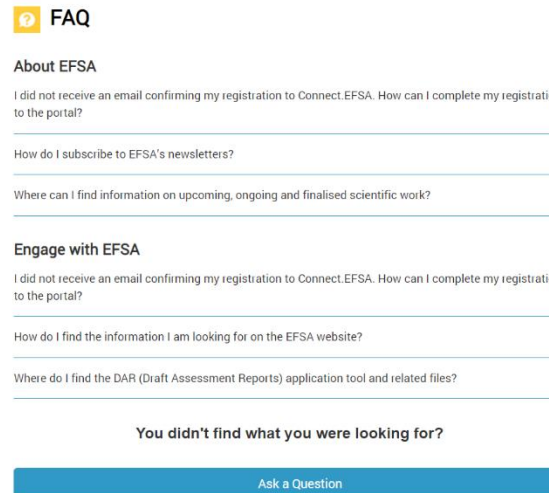 FAQ
About EFSA
I did not receive an email confirming my registration to Connect.EFSA. How can I complete my registrati
to the portal?
How do I subscribe to EFSA's newsletters?
Where can I find information on upcoming, ongoing and finalised scientific work?
Engage with EFSA
I did not receive an email confirming my registration to Connect.EFSA. How can I complete my registrati
to the portal?
How do I find the information I am looking for on the EFSA website?
Where do I find the DAR (Draft Assessment Reports) application tool and related files?
You didn't find what you were looking for?
Ask a Question